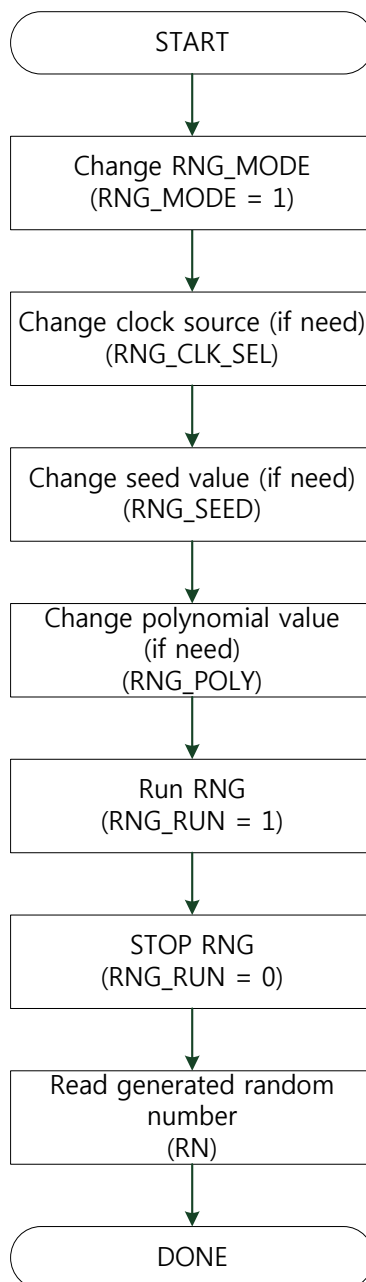 START
Change RNG_MODE
(RNG_MODE = 1)
Change clock source (if need)
(RNG_CLK_SEL)
Change seed value (if need)
(RNG_SEED)
Change polynomial value
(if need)
(RNG_POLY)
Run RNG
(RNG_RUN = 1)
STOP RNG
(RNG_RUN = 0)
Read generated random
number
(RN)
DONE